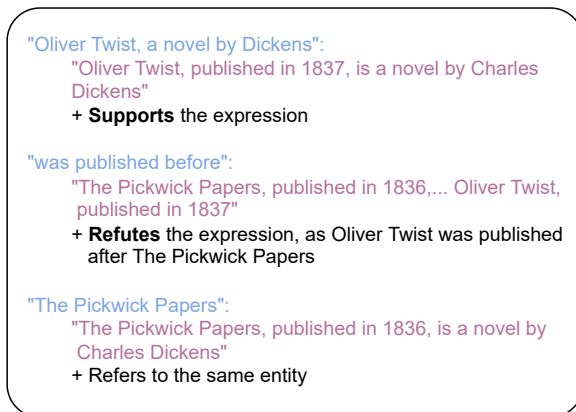 "Oliver Twist, a novel by Dickens":
"Oliver Twist, published in 1837, is a novel by Charles
Dickens"
+ Supports the expression
"was published before":
"The Pickwick Papers, published in 1836,... Oliver Twist,
published in 1837"
+ Refutes the expression, as Oliver Twist was published
after The Pickwick Papers
"The Pickwick Papers":
"The Pickwick Papers, published in 1836, is a novel by
Charles Dickens"
+ Refers to the same entity